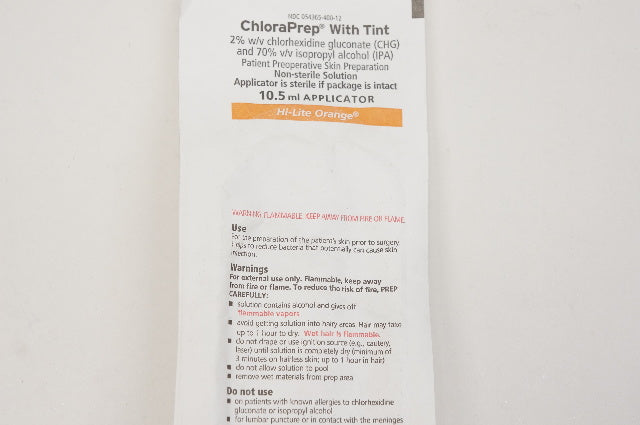 NDC 054365-400-12
ChloraPrep® With Tint
2% w/v chlorhexidine gluconate (CHG)
and 70% v/v isopropyl alcohol (IPA)
Patient Preoperative Skin Preparation
Non-sterile Solution
Applicator is sterile if package is intact
10.5 ml APPLICATOR
Hi-Lite Orange®
WARNING: FLAMMABLE. KEEP AWAY FROM FIRE OR FLAME.
Use
For the preparation of the patient's skin prior to surgery.
Helps to reduce bacteria that potentially can cause skin
infection.
Warnings
For external use only. Flammable, keep away
from fire or flame. To reduce the risk of fire, PREP
CAREFULLY:
■ solution contains alcohol and gives off
flammable vapors
■ avoid getting solution into hairy areas. Hair may take
up to 1 hour to dry. Wet hair is flammable.
■ do not drape or use ignition source (e.g., cautery,
laser) until solution is completely dry (minimum of
3 minutes on hairless skin; up to 1 hour in hair)
■ do not allow solution to pool
■ remove wet materials from prep area
Do not use
■ on patients with known allergies to chlorhexidine
gluconate or isopropyl alcohol
■ for lumbar puncture or in contact with the meninges